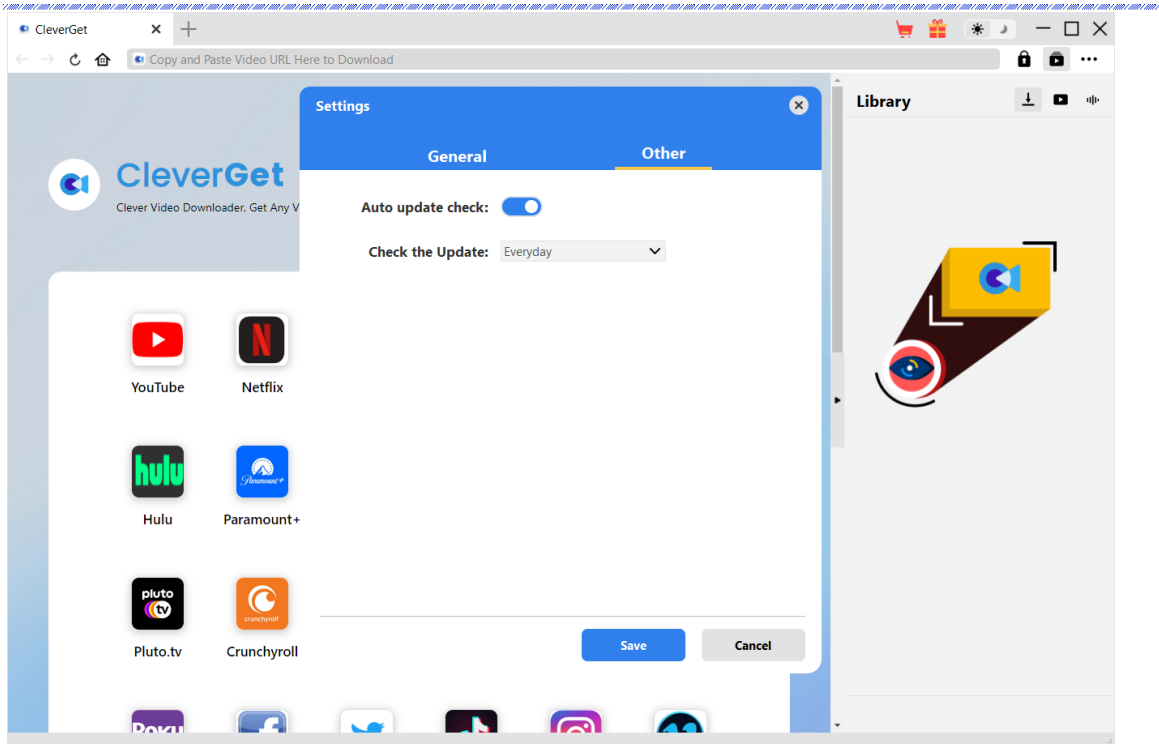 CleverGet
Copy and Paste Video URL Here to Download
Settings
General
Other
Library
CleverGet
Clever Video Downloader, Get Any V
Auto update check:
Check the Update: Everyday
YouTube
Netflix
hulu
Paramount+
Hulu
Paramount+
pluto
tv
crunchyroll
Pluto.tv
Crunchyroll
Save
Cancel
ROKU